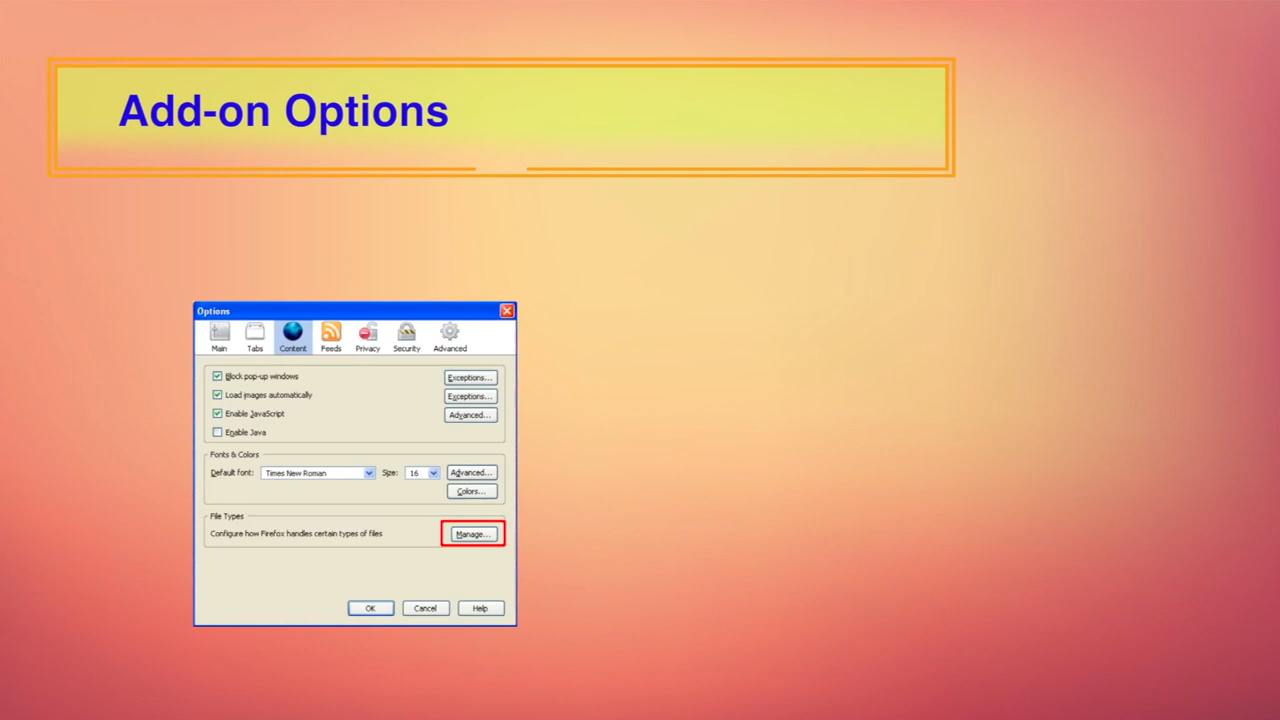 Add-on Options
Options
Main Tabs Content Feeds Privacy Security Advanced
Block pop-up windows Exceptions...
Load images automatically Exceptions...
Enable JavaScript Advanced...
Enable Java
Fonts & Colors
Default font: Times New Roman Size: 16 Advanced...
Colors...
File Types
Configure how Firefox handles certain types of files Manage...
OK Cancel Help